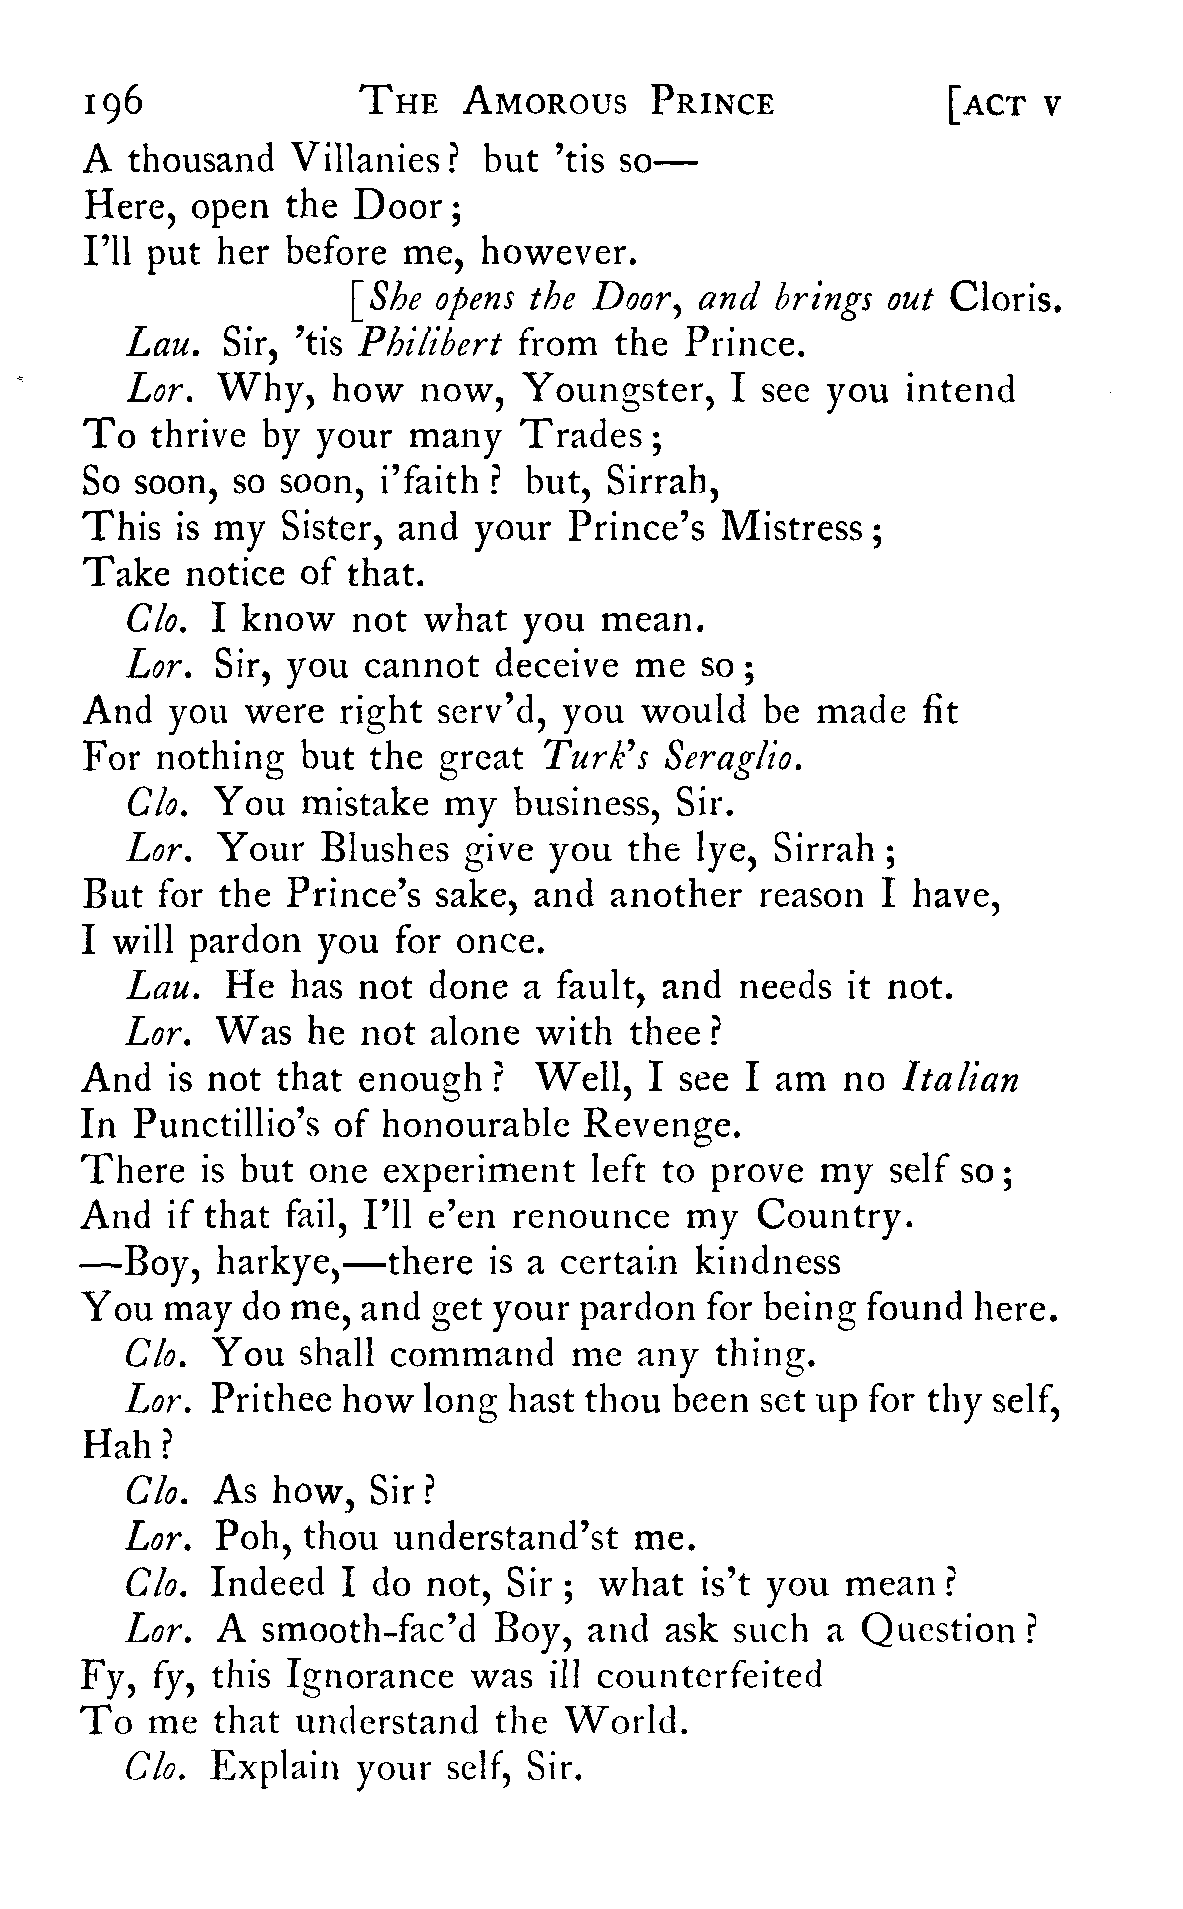 196 THE AMOROUS PRINCE [ACT V
A thousand Villanies? but 'tis so—
Here, open the Door;
I'll put her before me, however.
[She opens the Door, and brings out Cloris.
Lau. Sir, 'tis Philibert from the Prince.
Lor. Why, how now, Youngster, I see you intend
To thrive by your many Trades;
So soon, so soon, i'faith? but, Sirrah,
This is my Sister, and your Prince's Mistress;
Take notice of that.
Clo. I know not what you mean.
Lor. Sir, you cannot deceive me so;
And you were right serv'd, you would be made fit
For nothing but the great Turk's Seraglio.
Clo. You mistake my business, Sir.
Lor. Your Blushes give you the lye, Sirrah;
But for the Prince's sake, and another reason I have,
I will pardon you for once.
Lau. He has not done a fault, and needs it not.
Lor. Was he not alone with thee?
And is not that enough? Well, I see I am no Italian
In Punctillio's of honourable Revenge.
There is but one experiment left to prove my self so;
And if that fail, I'll e'en renounce my Country.
—Boy, harkye,—there is a certain kindness
You may do me, and get your pardon for being found here.
Clo. You shall command me any thing.
Lor. Prithee how long hast thou been set up for thy self,
Hah?
Clo. As how, Sir?
Lor. Poh, thou understand'st me.
Clo. Indeed I do not, Sir; what is't you mean?
Lor. A smooth-fac'd Boy, and ask such a Question?
Fy, fy, this Ignorance was ill counterfeited
To me that understand the World.
Clo. Explain your self, Sir.